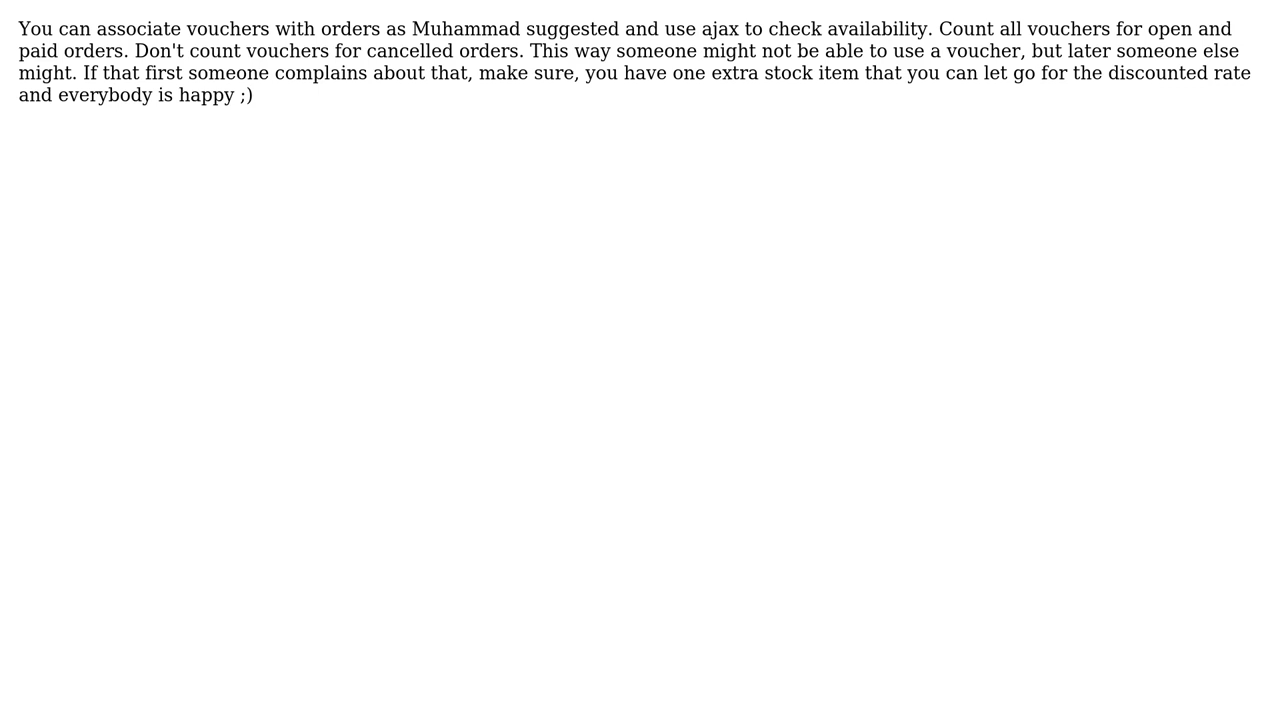 You can associate vouchers with orders as Muhammad suggested and use ajax to check availability. Count all vouchers for open and
paid orders. Don't count vouchers for cancelled orders. This way someone might not be able to use a voucher, but later someone else
might. If that first someone complains about that, make sure, you have one extra stock item that you can let go for the discounted rate
and everybody is happy ;)